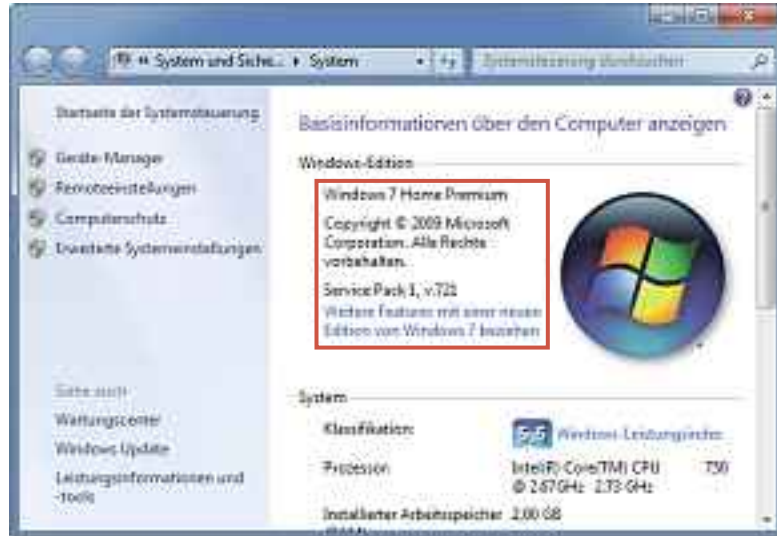 « System und Siche... ▸ System
Systemsteuerung durchsuchen
Startseite der Systemsteuerung
Geräte-Manager
Remoteeinstellungen
Computerschutz
Erweiterte Systemeinstellungen
Siehe auch
Wartungscenter
Windows Update
Leistungsinformationen und
-tools
Basisinformationen über den Computer anzeigen
Windows-Edition
Windows 7 Home Premium
Copyright © 2009 Microsoft
Corporation. Alle Rechte
vorbehalten.
Service Pack 1, v.721
Weitere Features mit einer neuen
Edition von Windows 7 beziehen
System
Klassifikation:
5,5 Windows-Leistungsindex
Prozessor:
Intel(R) Core(TM) CPU 750
@ 2.67GHz 2.73 GHz
Installierter Arbeitsspeicher 2,00 GB